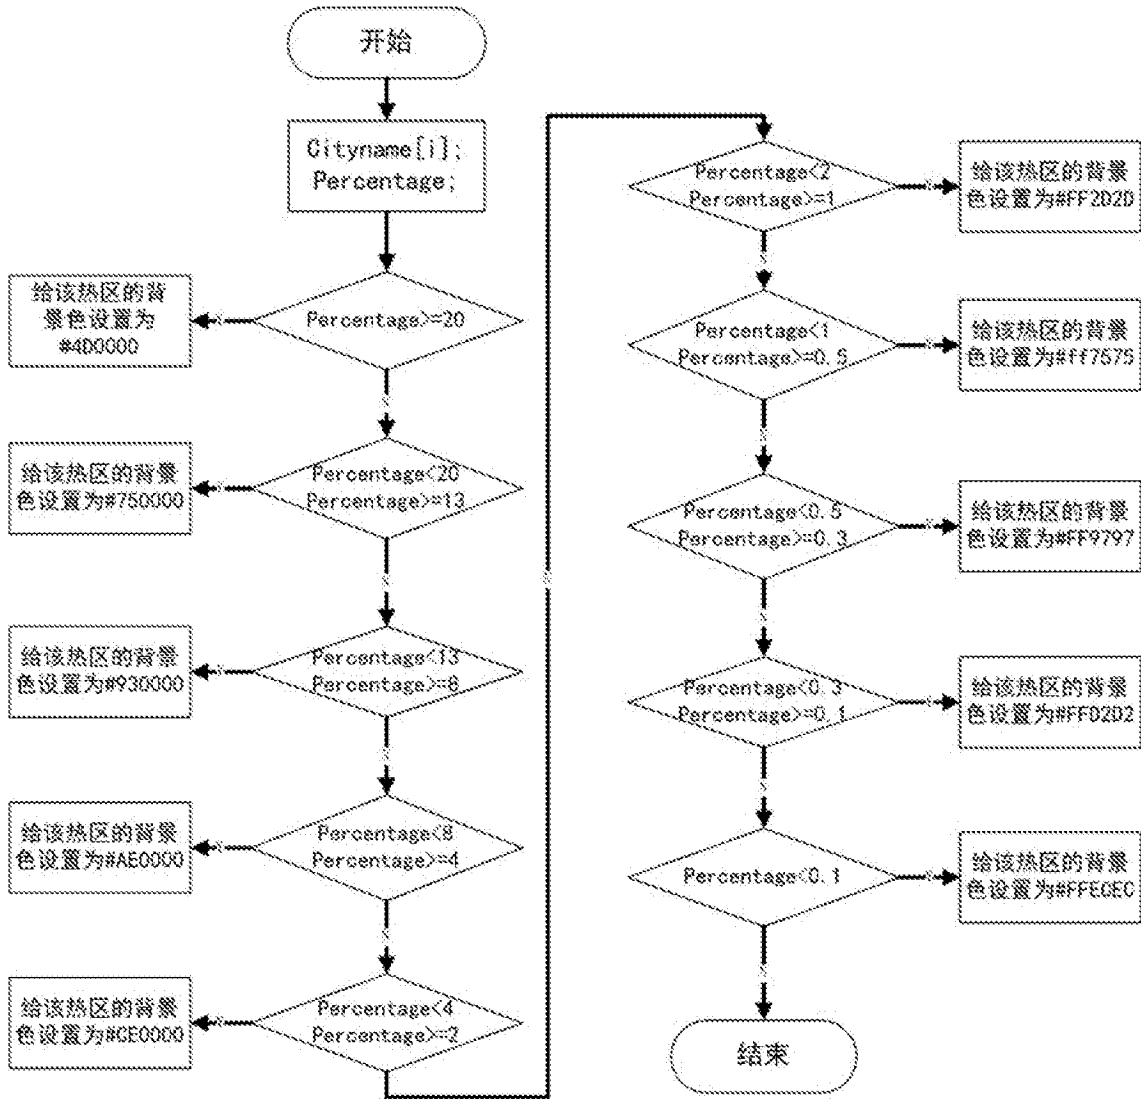 开始
Cityname[i];
Percentage;
Percentage>=20
给该热区的背
景色设置为
#4D0000
Percentage<20
Percentage>=13
给该热区的背景
色设置为#750000
Percentage<13
Percentage>=8
给该热区的背景
色设置为#930000
Percentage<8
Percentage>=4
给该热区的背景
色设置为#AE0000
Percentage<4
Percentage>=2
给该热区的背景
色设置为#CE0000
Percentage<2
Percentage>=1
给该热区的背景
色设置为#FF2D2D
Percentage<1
Percentage>=0.5
给该热区的背景
色设置为#ff7575
Percentage<0.5
Percentage>=0.3
给该热区的背景
色设置为#FF9797
Percentage<0.3
Percentage>=0.1
给该热区的背景
色设置为#FFD2D2
Percentage<0.1
给该热区的背景
色设置为#FFECEC
结束